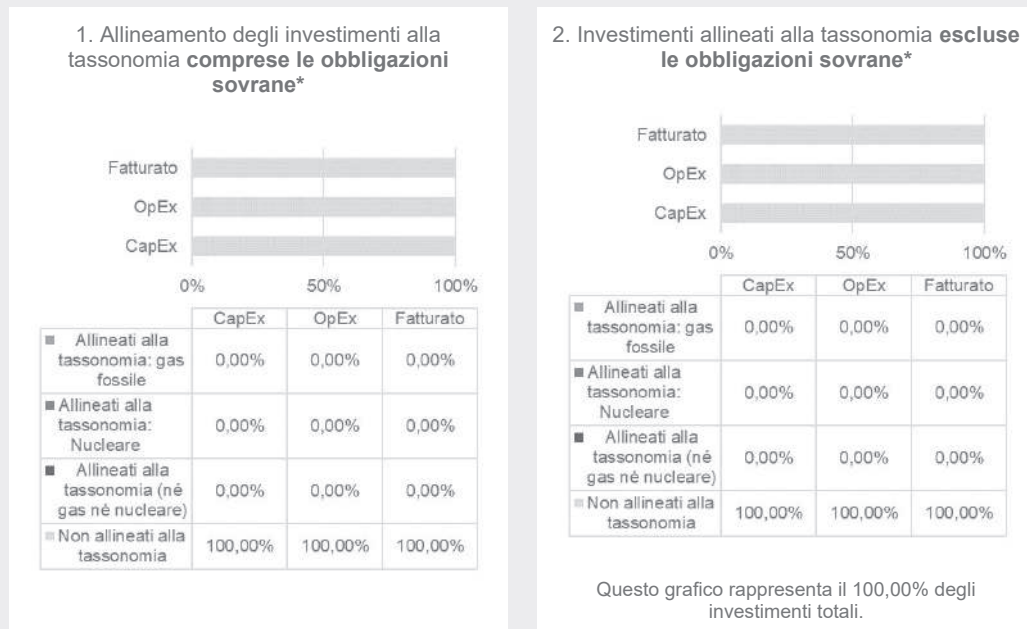 1. Allineamento degli investimenti alla
tassonomia comprese le obbligazioni
sovrane*
Fatturato
OpEx
CapEx
0% 50% 100%
CapEx OpEx Fatturato
Allineati alla
tassonomia: gas
fossile
0,00% 0,00% 0,00%
Allineati alla
tassonomia:
Nucleare
0,00% 0,00% 0,00%
Allineati alla
tassonomia (né
gas né nucleare)
0,00% 0,00% 0,00%
Non allineati alla
tassonomia
100,00% 100,00% 100,00%
2. Investimenti allineati alla tassonomia escluse
le obbligazioni sovrane*
Fatturato
OpEx
CapEx
0% 50% 100%
CapEx OpEx Fatturato
Allineati alla
tassonomia: gas
fossile
0,00% 0,00% 0,00%
Allineati alla
tassonomia:
Nucleare
0,00% 0,00% 0,00%
Allineati alla
tassonomia (né
gas né nucleare)
0,00% 0,00% 0,00%
Non allineati alla
tassonomia
100,00% 100,00% 100,00%
Questo grafico rappresenta il 100,00% degli
investimenti totali.